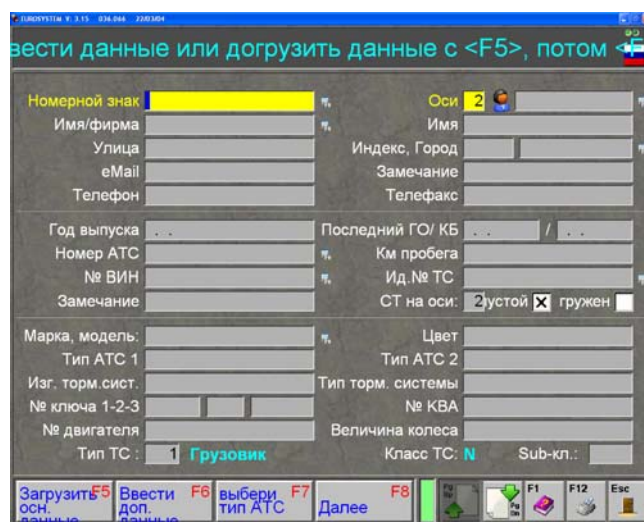 EUROSYSTEM V: 3.15 036.044 22/03/04
вести данные или догрузить данные с <F5>, потом <F
Номерной знак Оси 2
Имя/фирма Имя
Улица Индекс, Город
eMail Замечание
Телефон Телефакс
Год выпуска . . Последний ГО/ КБ . . / . .
Номер АТС Км пробега
№ ВИН Ид.№ ТС
Замечание СТ на оси: 2 пустой X гружен
Марка, модель: Цвет
Тип АТС 1 Тип АТС 2
Изг. торм.сист. Тип торм. системы
№ ключа 1-2-3 № КВА
№ двигателя Величина колеса
Тип ТС : 1 Грузовик Класс ТС: N Sub-кл.:
Загрузить F5 Ввести F6 выбери F7 F8 F1 F12 Esc
осн. доп. тип АТС Далее
данные данные